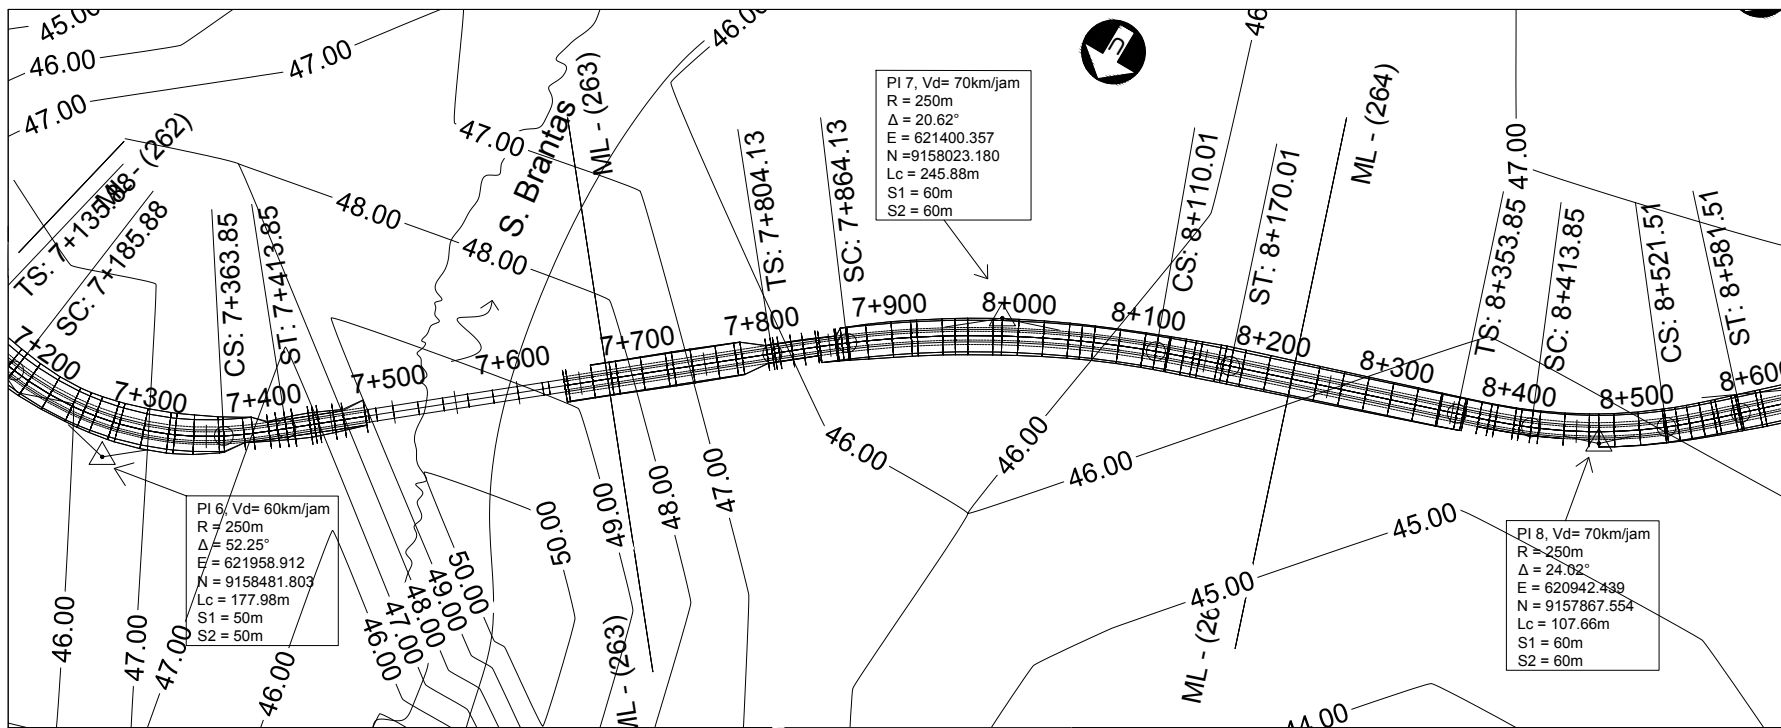 45.00
46.00
47.00
47.00
ML - (262)
TS: 7+135.88
SC: 7+185.88
CS: 7+363.85
ST: 7+413.85
48.00
47.00
48.00
S. Brantas
ML - (263)
46.00
TS: 7+804.13
SC: 7+864.13
PI 7, Vd= 70km/jam
R = 250m
Δ = 20.62°
E = 621400.357
N =9158023.180
Lc = 245.88m
S1 = 60m
S2 = 60m
46
CS: 8+110.01
ST: 8+170.01
ML - (264)
47.00
TS: 8+353.85
SC: 8+413.85
CS: 8+521.51
ST: 8+581.51
7+200
7+300
7+400
7+500
7+600
7+700
7+800
7+900
8+000
8+100
8+200
8+300
8+400
8+500
8+600
PI 6, Vd= 60km/jam
R = 250m
Δ = 52.25°
E = 621958.912
N = 9158481.803
Lc = 177.98m
S1 = 50m
S2 = 50m
46.00
47.00
47.00
46.00
46.00
47.00
48.00
49.00
50.00
50.00
49.00
48.00
47.00
ML - (263)
46.00
46.00
46.00
45.00
45.00
ML - (26
44.00
PI 8, Vd= 70km/jam
R = 250m
Δ = 24.02°
E = 620942.439
N = 9157867.554
Lc = 107.66m
S1 = 60m
S2 = 60m